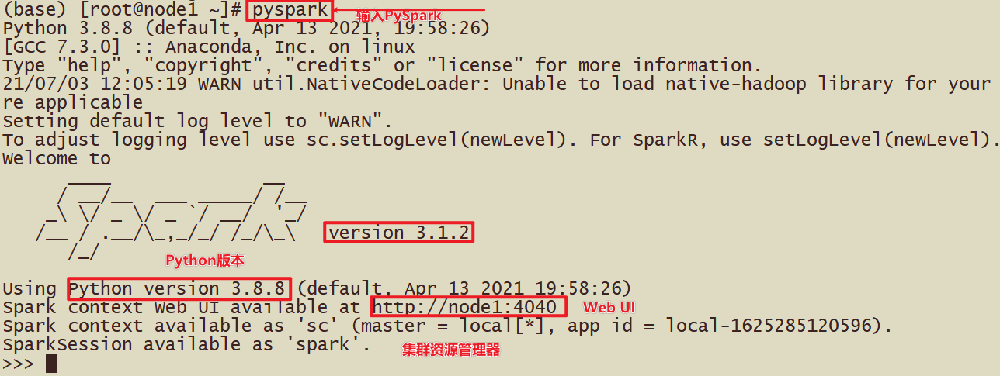 (base) [root@node1 ~]# pyspark 输入PySpark
Python 3.8.8 (default, Apr 13 2021, 19:58:26)
[GCC 7.3.0] :: Anaconda, Inc. on linux
Type "help", "copyright", "credits" or "license" for more information.
21/07/03 12:05:19 WARN util.NativeCodeLoader: Unable to load native-hadoop library for your
re applicable
Setting default log level to "WARN".
To adjust logging level use sc.setLogLevel(newLevel). For SparkR, use setLogLevel(newLevel).
Welcome to
      ____              __
     / __/__  ___ _____/ /__
    _\ \/ _ \/ _ `/ __/  '_/
   /__ / .__/\_,_/_/ /_/\_\   version 3.1.2
      /_/
Python版本
Using Python version 3.8.8 (default, Apr 13 2021 19:58:26)
Spark context Web UI available at http://node1:4040 Web UI
Spark context available as 'sc' (master = local[*], app id = local-1625285120596).
SparkSession available as 'spark'. 集群资源管理器
>>>